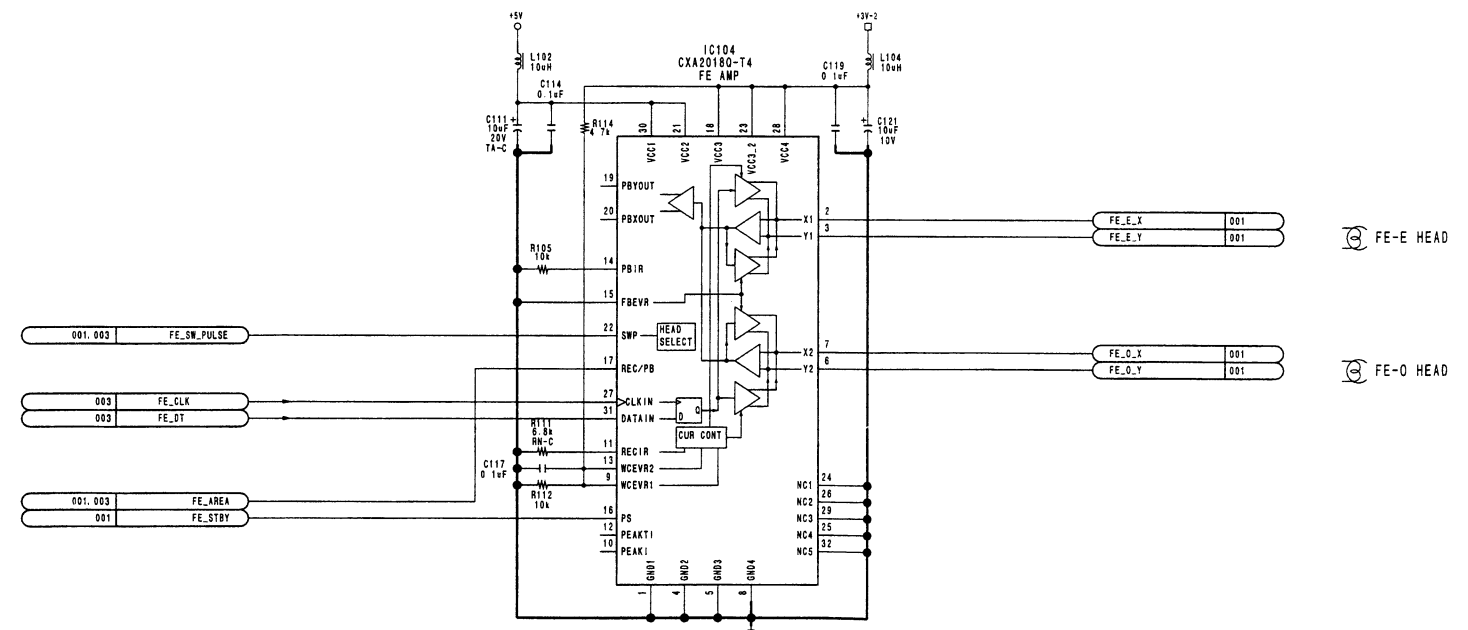 +5V
+3V-2
L102
10uH
IC104
CXA2018Q-T4
FE AMP
C119
0 1uF
L104
10uH
C114
0.1uF
C111
10uF
20V
TA-C
+
R114
4 7k
30
21
18
23
28
+
C121
10uF
10V
VCC1
VCC2
VCC3
VCC3_2
VCC4
19
PBYOUT
20
PBXOUT
X1
2
Y1
3
FE_E_X
001
FE_E_Y
001
FE-E HEAD
R105
10k
14
PBIR
15
FBEVR
001.003
FE_SW_PULSE
22
SWP
HEAD
SELECT
17
REC/PB
X2
7
Y2
6
FE_O_X
001
FE_O_Y
001
FE-O HEAD
003
FE_CLK
27
CLKIN
003
FE_DT
31
DATAIN
D
Q
R111
6.8k
RN-C
11
RECIR
CUR CONT
C117
0 1uF
13
WCEVR2
9
WCEVR1
R112
10k
001.003
FE_AREA
001
FE_STBY
16
PS
12
PEAKTI
10
PEAKI
NC1
24
NC2
26
NC3
29
NC4
25
NC5
32
GND1
GND2
GND3
GND4
1
4
5
8